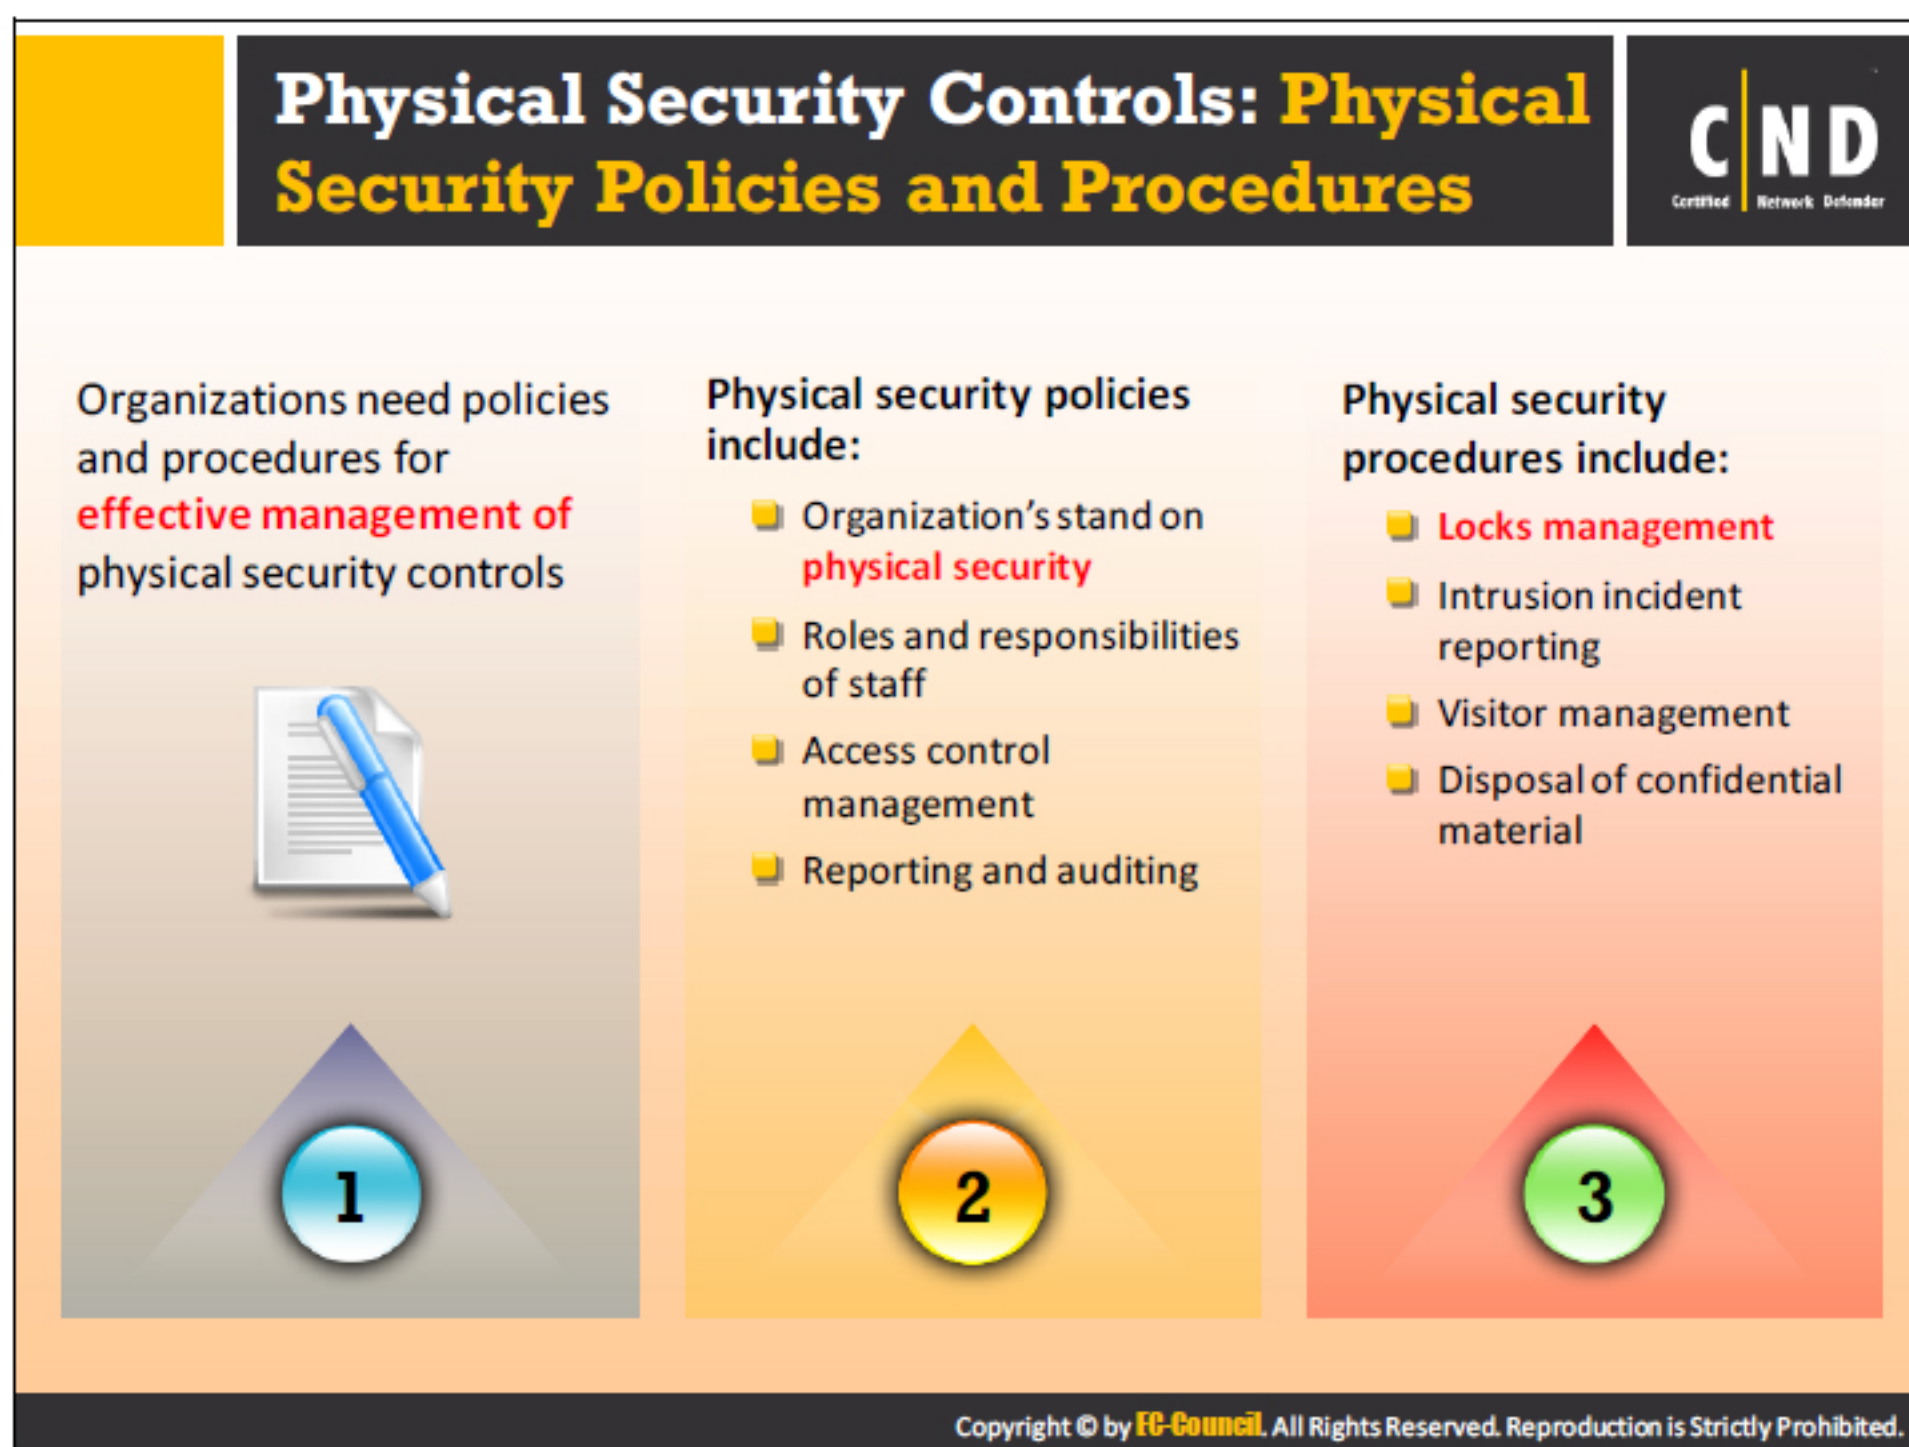 Physical Security Controls: Physical
Security Policies and Procedures
C|ND
Certified Network Defender
Organizations need policies
and procedures for
effective management of
physical security controls
Physical security policies
include:
Organization's stand on
physical security
Roles and responsibilities
of staff
Access control
management
Reporting and auditing
Physical security
procedures include:
Locks management
Intrusion incident
reporting
Visitor management
Disposal of confidential
material
1
2
3
Copyright © by EC-Council. All Rights Reserved. Reproduction is Strictly Prohibited.